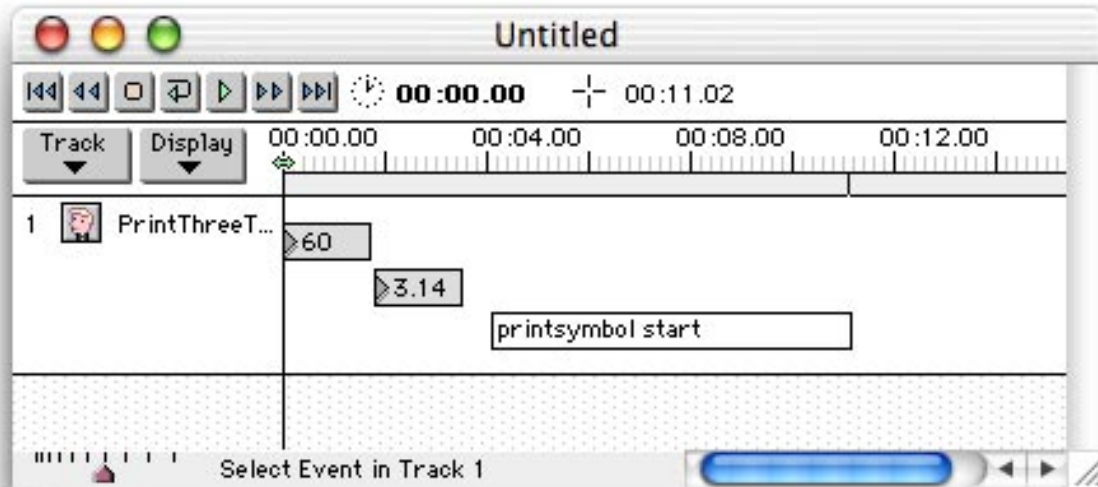 Untitled
00:00.00 00:11.02
Track Display 00:00.00 00:04.00 00:08.00 00:12.00
1 PrintThreeT...
60
3.14
printsymbol start
Select Event in Track 1